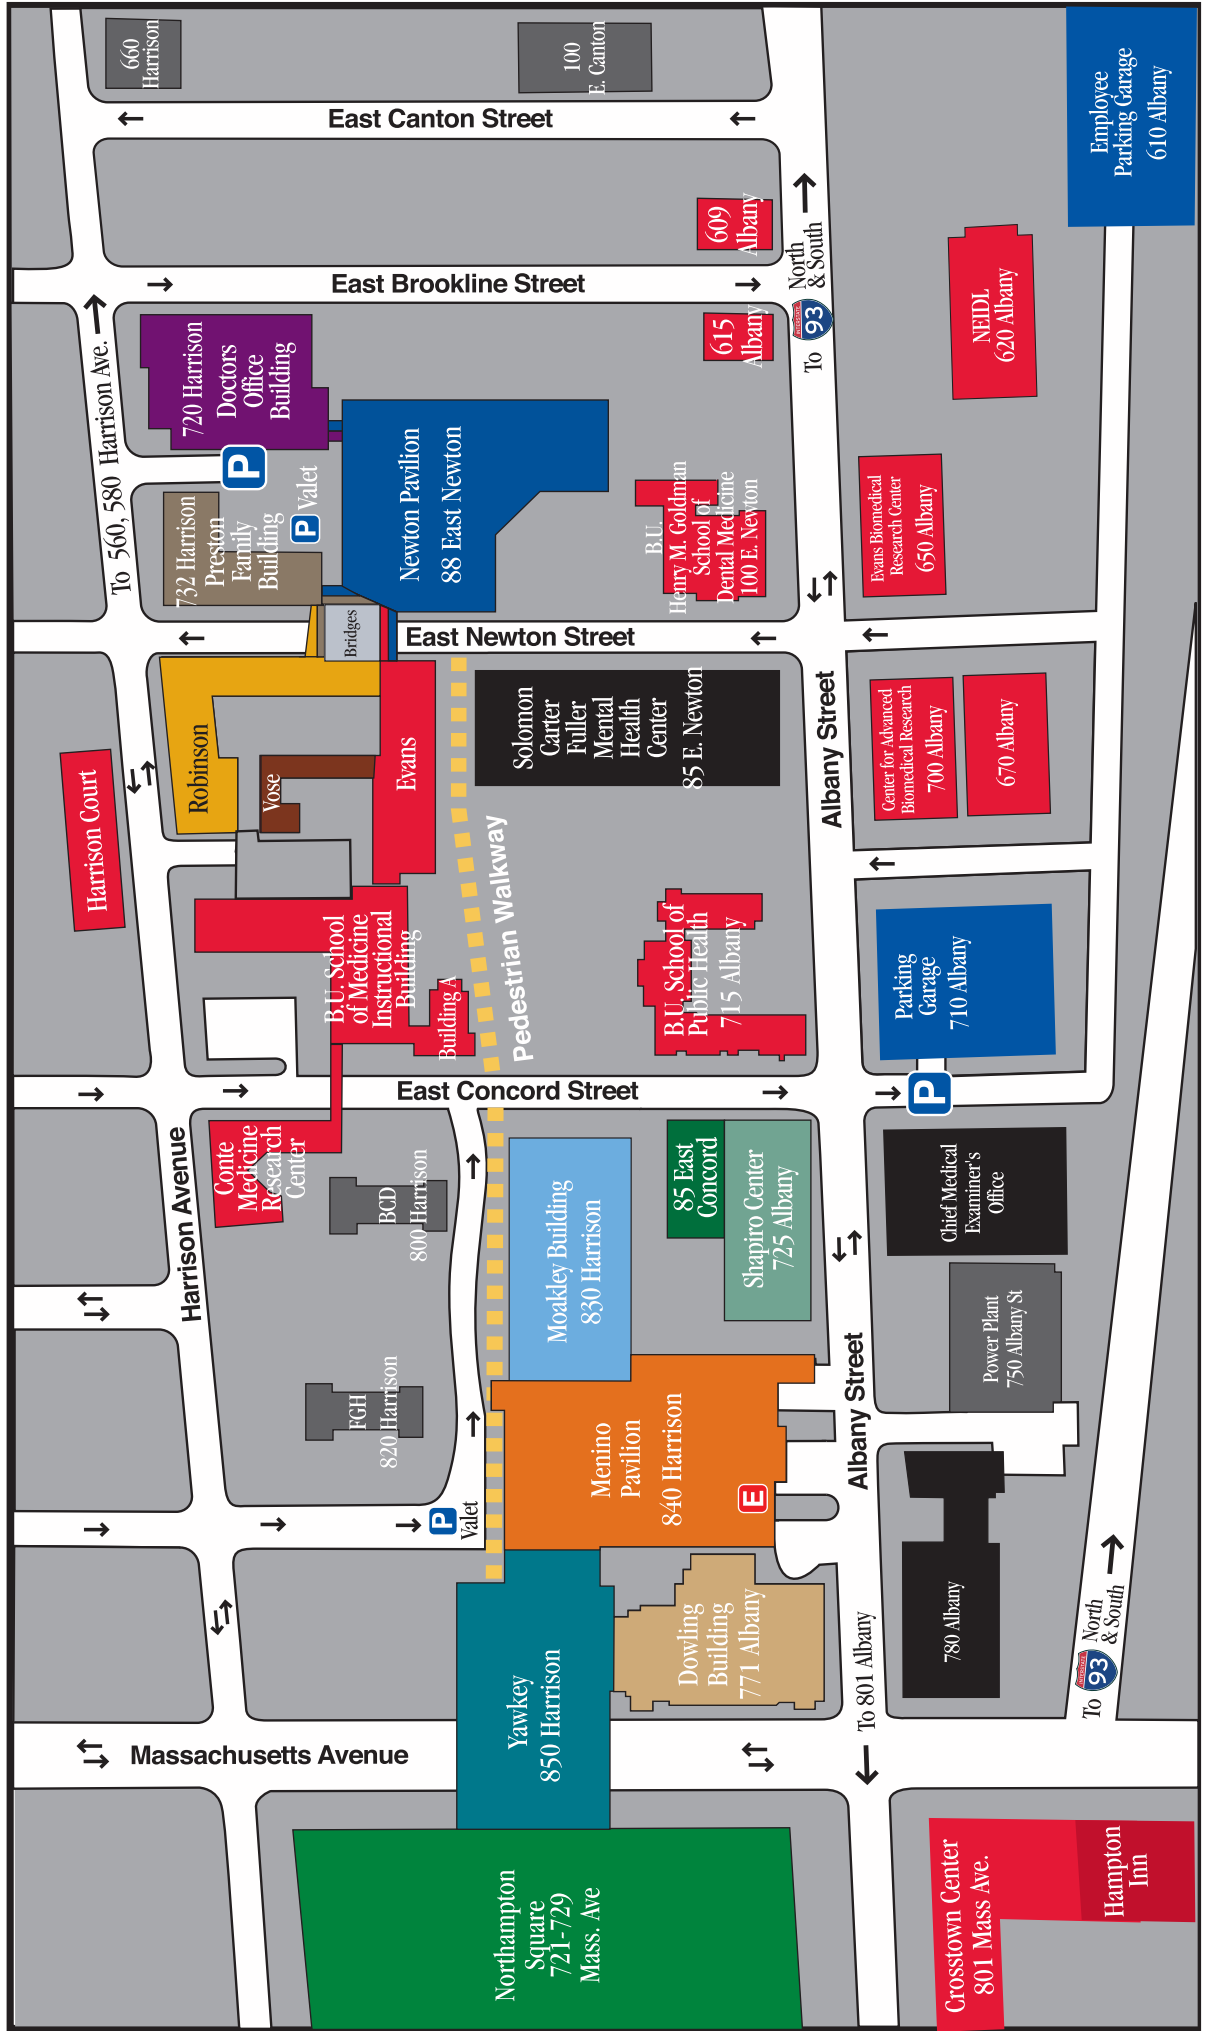 660
Harrison
100
E. Canton
Employee
Parking Garage
610 Albany
East Canton Street
609
Albany
East Brookline Street
North
& South
To
INTERSTATE
93
615
Albany
NEIDL
620 Albany
To 560, 580 Harrison Ave.
720 Harrison
Doctors
Office
Building
P
P
Valet
732 Harrison
Preston
Family
Building
Newton Pavilion
88 East Newton
B.U.
Henry M. Goldman
School of
Dental Medicine
100 E. Newton
Evans Biomedical
Research Center
650 Albany
Bridges
East Newton Street
Robinson
Vose
Evans
Solomon
Carter
Fuller
Mental
Health
Center
85 E. Newton
Albany Street
Center for Advanced
Biomedical Research
700 Albany
670 Albany
Harrison Court
Pedestrian Walkway
B.U. School
of Medicine
Instructional
Building
Building A
B.U. School of
Public Health
715 Albany
Parking
Garage
710 Albany
P
East Concord Street
Harrison Avenue
Conte
Medicine
Research
Center
BCD
800 Harrison
Moakley Building
830 Harrison
85 East
Concord
Shapiro Center
725 Albany
Chief Medical
Examiner's
Office
Power Plant
750 Albany St
FGH
820 Harrison
Menino
Pavilion
840 Harrison
E
Albany Street
P
Valet
780 Albany
Dowling
Building
771 Albany
Yawkey
850 Harrison
To 801 Albany
North
& South
To
INTERSTATE
93
Massachusetts Avenue
Northampton
Square
721-729
Mass. Ave
Crosstown Center
801 Mass Ave.
Hampton
Inn